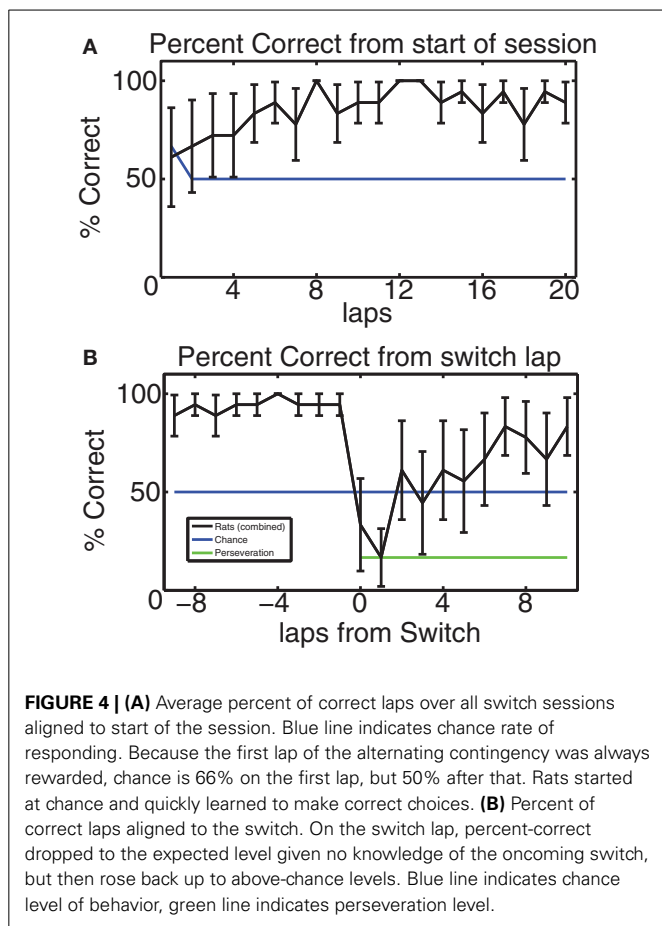 A
Percent Correct from start of session
100
50
0
% Correct
4 8 12 16 20
laps
B
Percent Correct from switch lap
100
50
0
% Correct
Rats (combined)
Chance
Perseveration
−8 −4 0 4 8
laps from Switch
FIGURE 4 | (A) Average percent of correct laps over all switch sessions
aligned to start of the session. Blue line indicates chance rate of
responding. Because the first lap of the alternating contingency was always
rewarded, chance is 66% on the first lap, but 50% after that. Rats started
at chance and quickly learned to make correct choices. (B) Percent of
correct laps aligned to the switch. On the switch lap, percent-correct
dropped to the expected level given no knowledge of the oncoming switch,
but then rose back up to above-chance levels. Blue line indicates chance
level of behavior, green line indicates perseveration level.